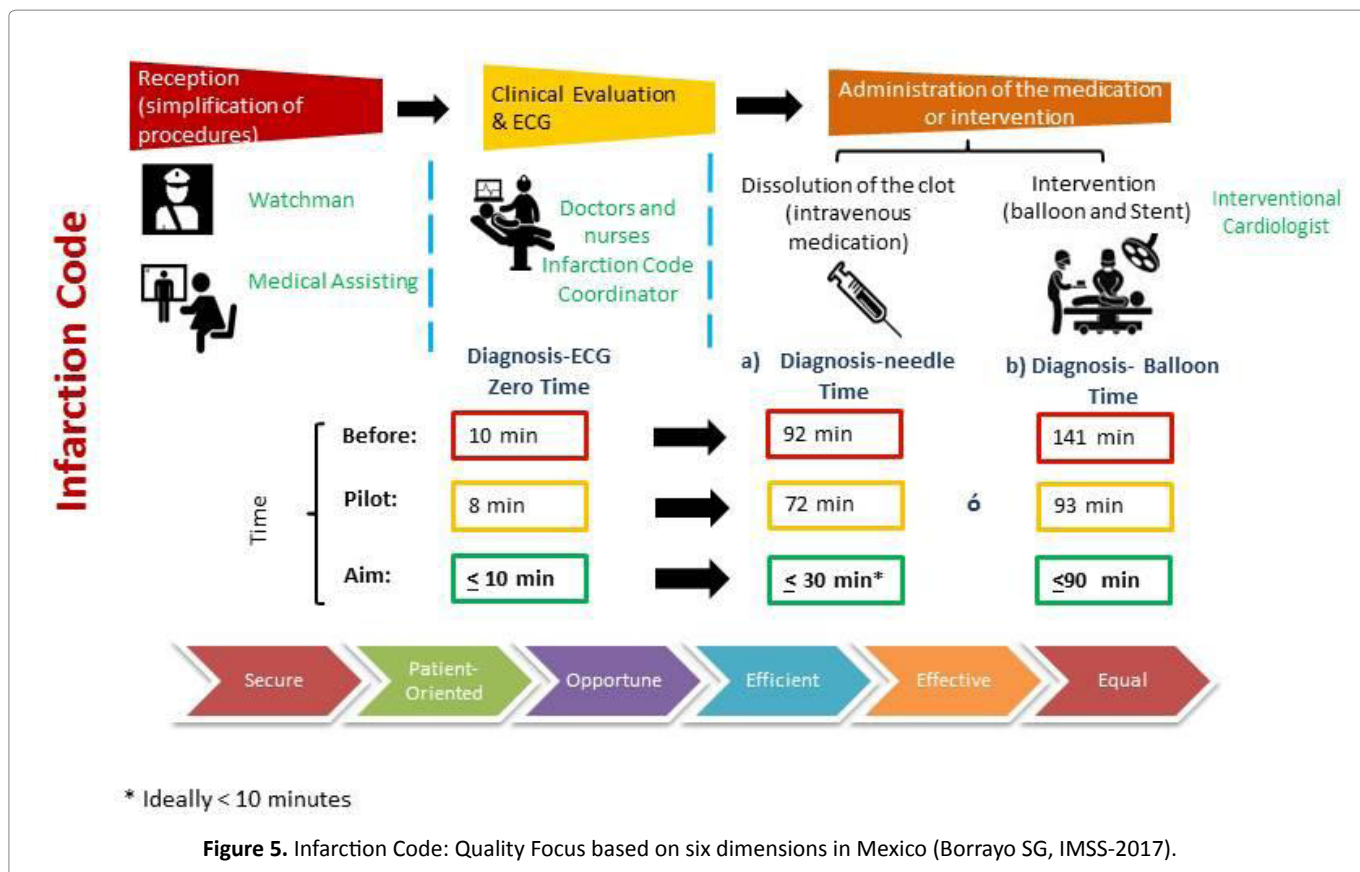 Infarction Code
Reception
(simplification of
procedures)
Clinical Evaluation
& ECG
Administration of the medication
or intervention
Watchman
Medical Assisting
Doctors and
nurses
Infarction Code
Coordinator
Dissolution of the clot
(intravenous
medication)
Intervention
(balloon and Stent)
Interventional
Cardiologist
Diagnosis-ECG
Zero Time
a) Diagnosis-needle
Time
b) Diagnosis- Balloon
Time
Time
Before:
10 min
92 min
141 min
Pilot:
8 min
72 min
ó
93 min
Aim:
≤ 10 min
≤ 30 min*
≤90 min
Secure
Patient-
Oriented
Opportune
Efficient
Effective
Equal
* Ideally < 10 minutes
Figure 5. Infarction Code: Quality Focus based on six dimensions in Mexico (Borrayo SG, IMSS-2017).